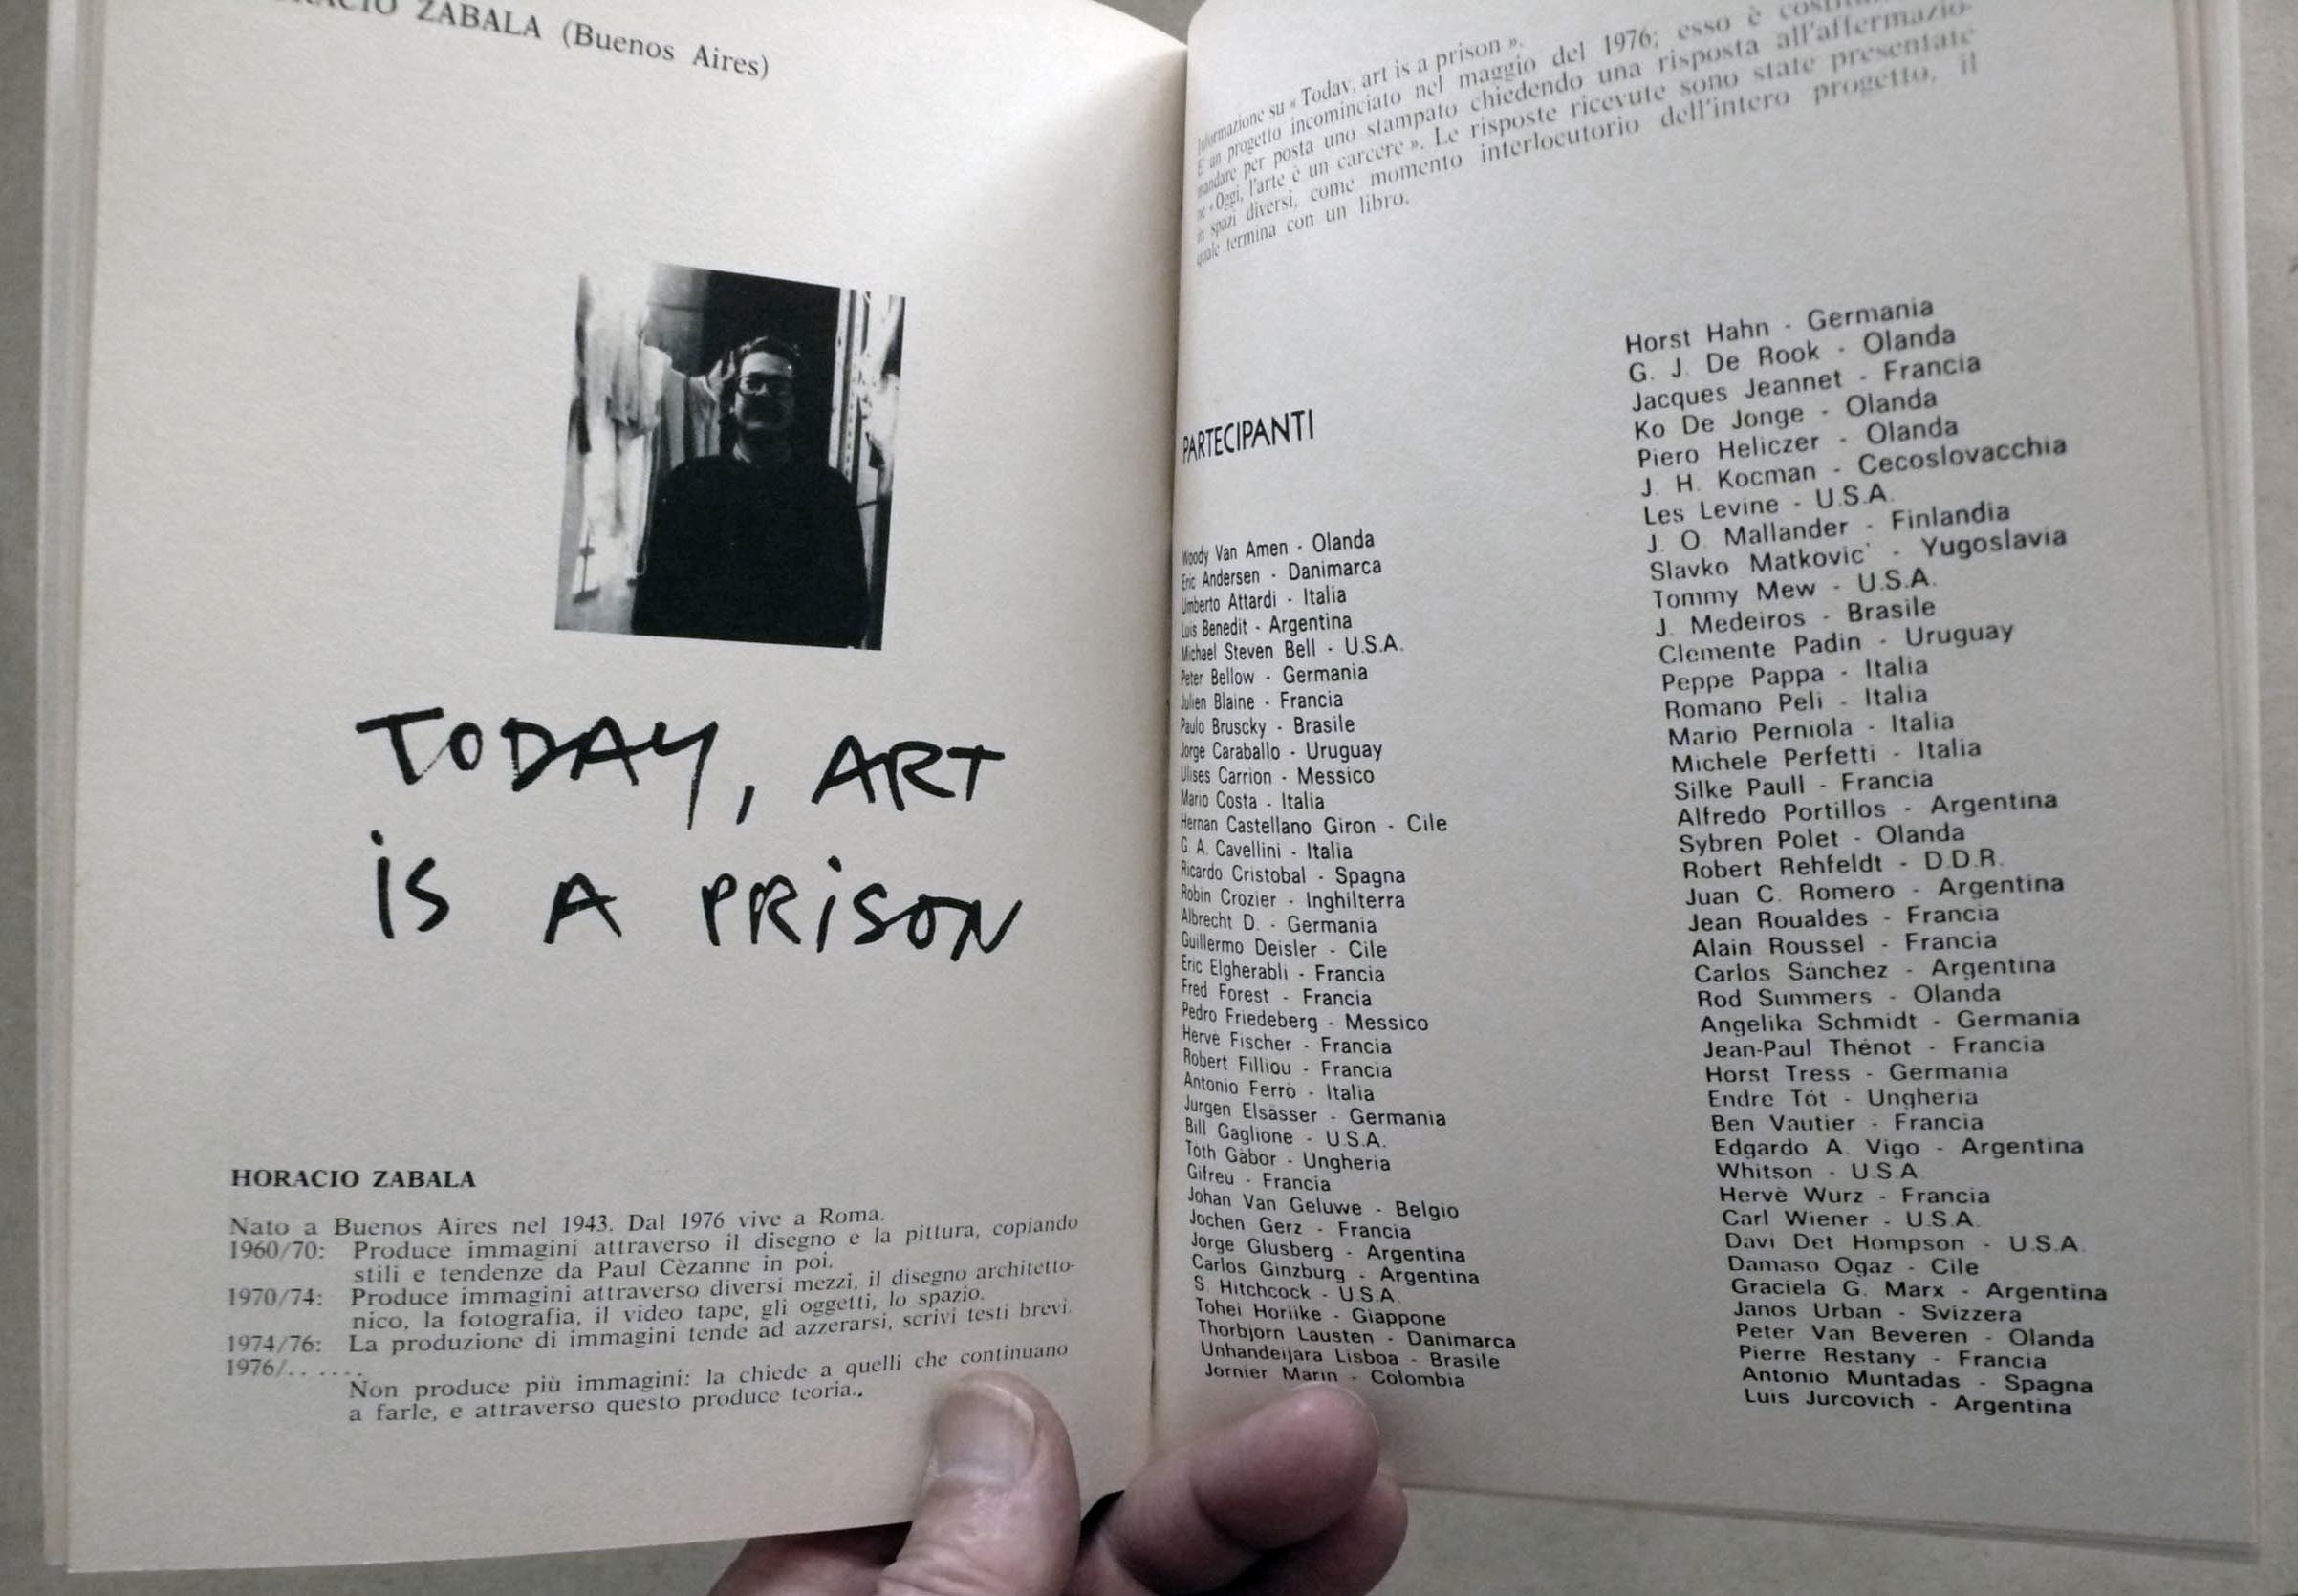 ZABALA (Buenos Aires)
TODAY, ART
iS A PRiSON
HORACIO ZABALA
Nato a Buenos Aires nel 1943. Dal 1976 vive a Roma.
1960/70: Produce immagini attraverso il disegno e la pittura, copiando
stili e tendenze da Paul Cèzanne in poi.
1970/74: Produce immagini attraverso diversi mezzi, il disegno architetto-
nico, la fotografia, il video tape, gli oggetti, lo spazio.
1974/76: La produzione di immagini tende ad azzerarsi, scrivi testi brevi.
1976/.. ....
Non produce più immagini: la chiede a quelli che continuano
a farle, e attraverso questo produce teoria..
Informazione su « Today, art is a prison ».
E' un progetto incominciato nel maggio del 1976; esso è
mandare per posta uno stampato chiedendo una risposta all'affermazio-
ne « Oggi, l'arte è un carcere ». Le risposte ricevute sono state presentate
in spazi diversi, come momento interlocutorio dell'intero progetto, il
quale termina con un libro.
PARTECIPANTI
Woody Van Amen - Olanda
Eric Andersen - Danimarca
Umberto Attardi - Italia
Luis Benedit - Argentina
Michael Steven Bell - U.S.A.
Peter Bellow - Germania
Julien Blaine - Francia
Paulo Bruscky - Brasile
Jorge Caraballo - Uruguay
Ulises Carrion - Messico
Mario Costa - Italia
Hernan Castellano Giron - Cile
G. A. Cavellini - Italia
Ricardo Cristobal - Spagna
Robin Crozier - Inghilterra
Albrecht D. - Germania
Guillermo Deisler - Cile
Eric Elgherabli - Francia
Fred Forest - Francia
Pedro Friedeberg - Messico
Hervè Fischer - Francia
Robert Filliou - Francia
Antonio Ferrò - Italia
Jurgen Elsässer - Germania
Bill Gaglione - U.S.A.
Tòth Gàbor - Ungheria
Gifreu - Francia
Johan Van Geluwe - Belgio
Jochen Gerz - Francia
Jorge Glusberg - Argentina
Carlos Ginzburg - Argentina
S. Hitchcock - U.S.A.
Tohei Horiike - Giappone
Thorbjorn Lausten - Danimarca
Unhandeijara Lisboa - Brasile
Jornier Marin - Colombia
Horst Hahn - Germania
G. J. De Rook - Olanda
Jacques Jeannet - Francia
Ko De Jonge - Olanda
Piero Heliczer - Olanda
J. H. Kocman - Cecoslovacchia
Les Levine - U.S.A.
J. O. Mallander - Finlandia
Slavko Matkovic' - Yugoslavia
Tommy Mew - U.S.A.
J. Medeiros - Brasile
Clemente Padin - Uruguay
Peppe Pappa - Italia
Romano Peli - Italia
Mario Perniola - Italia
Michele Perfetti - Italia
Silke Paull - Francia
Alfredo Portillos - Argentina
Sybren Polet - Olanda
Robert Rehfeldt - D.D.R.
Juan C. Romero - Argentina
Jean Roualdes - Francia
Alain Roussel - Francia
Carlos Sánchez - Argentina
Rod Summers - Olanda
Angelika Schmidt - Germania
Jean-Paul Thénot - Francia
Horst Tress - Germania
Endre Tót - Ungheria
Ben Vautier - Francia
Edgardo A. Vigo - Argentina
Whitson - U.S.A.
Hervè Wurz - Francia
Carl Wiener - U.S.A.
Davi Det Hompson - U.S.A.
Damaso Ogaz - Cile
Graciela G. Marx - Argentina
Janos Urban - Svizzera
Peter Van Beveren - Olanda
Pierre Restany - Francia
Antonio Muntadas - Spagna
Luis Jurcovich - Argentina